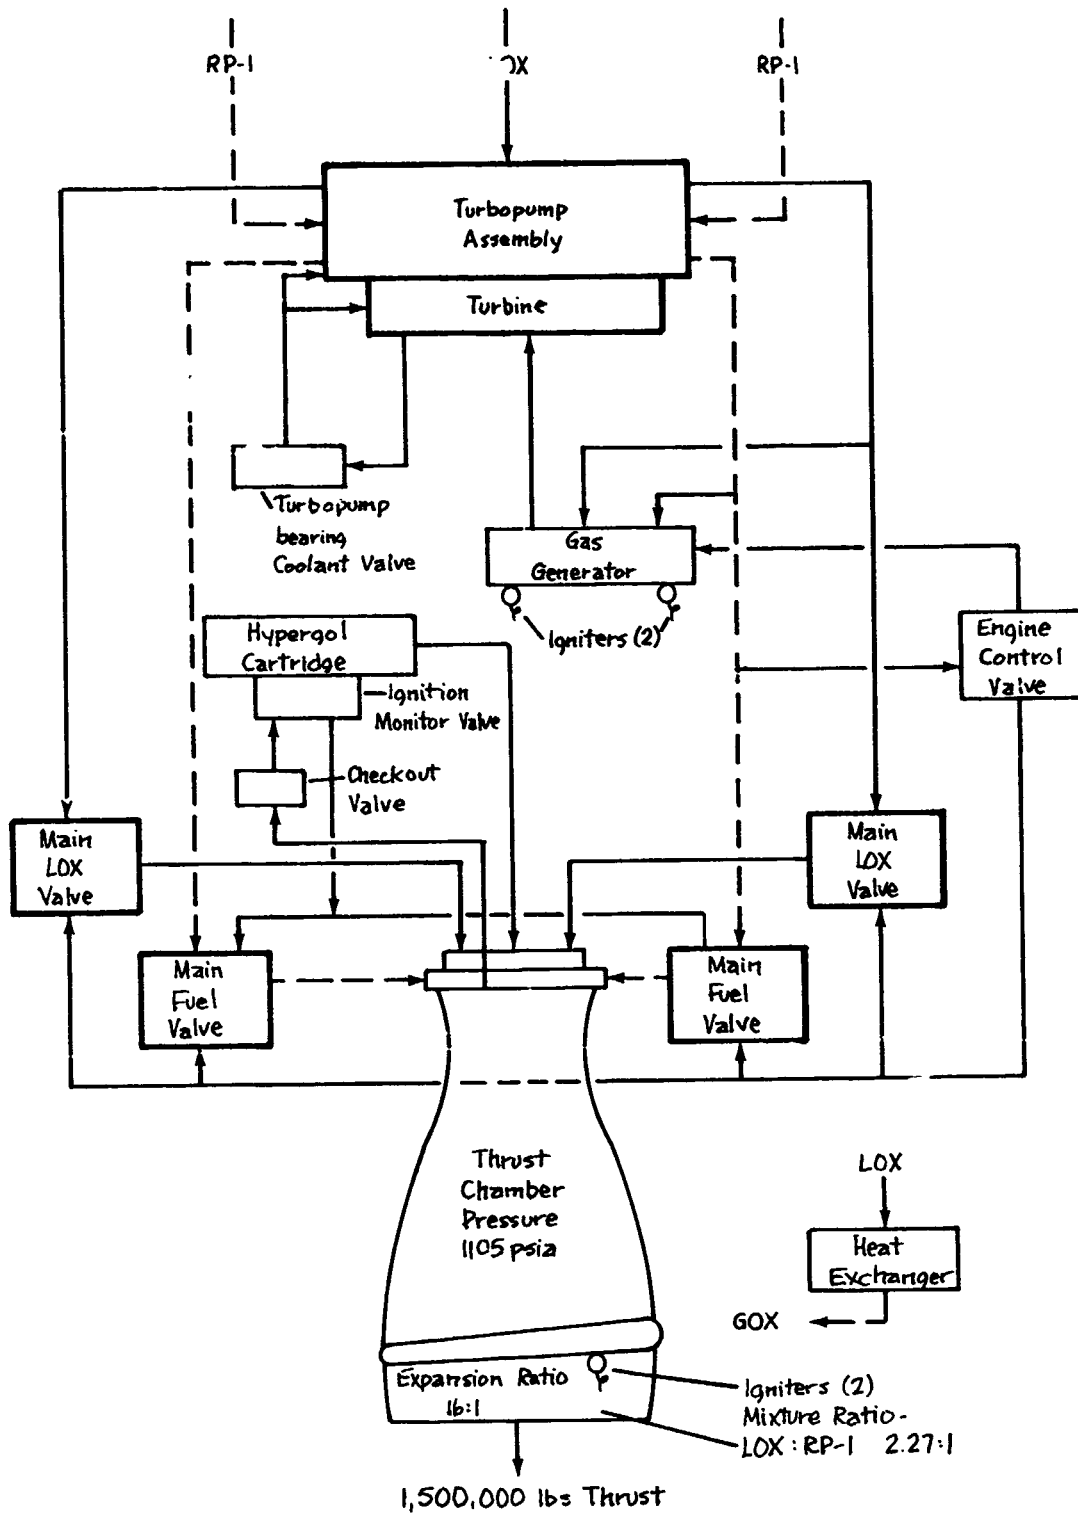 RP-1
OX
RP-1
Turbopump
Assembly
Turbine
Turbopump
bearing
Coolant Valve
Gas
Generator
Igniters (2)
Hypergol
Cartridge
Ignition
Monitor Valve
Checkout
Valve
Engine
Control
Valve
Main
LOX
Valve
Main
LOX
Valve
Main
Fuel
Valve
Main
Fuel
Valve
Thrust
Chamber
Pressure
1105 psia
LOX
Heat
Exchanger
GOX
Expansion Ratio
16:1
Igniters (2)
Mixture Ratio-
LOX : RP-1 2.27:1
1,500,000 lbs Thrust